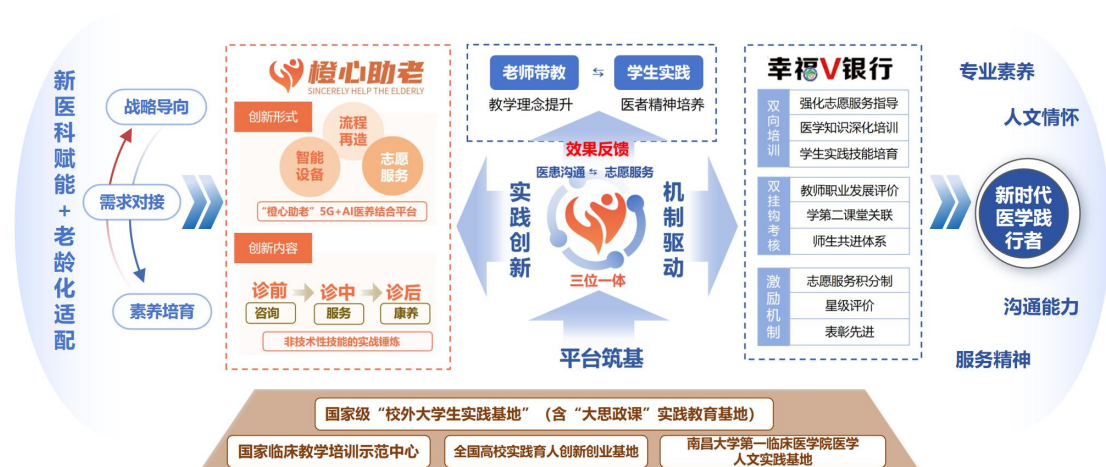 新医科赋能+老龄化适配
战略导向
需求对接
素养培育
橙心助老
SINCERELY HELP THE ELDERLY
创新形式
流程
再造
智能
设备
志愿
服务
“橙心助老”5G+AI医养结合平台
创新内容
诊前
诊中
诊后
咨询
服务
康养
非技术性技能的实战锤炼
老师带教
学生实践
教学理念提升
医者精神培养
效果反馈
医患沟通
志愿服务
实践创新
机制驱动
三位一体
平台筑基
幸福V银行
双向培训
强化志愿服务指导
医学知识深化培训
学生实践技能培育
双挂钩考核
教师职业发展评价
学第二课堂关联
师生共进体系
激励机制
志愿服务积分制
星级评价
表彰先进
专业素养
人文情怀
新时代
医学践
行者
沟通能力
服务精神
国家级“校外大学生实践基地”（含“大思政课”实践教育基地）
国家临床教学培训示范中心
全国高校实践育人创新创业基地
南昌大学第一临床医学院医学
人文实践基地